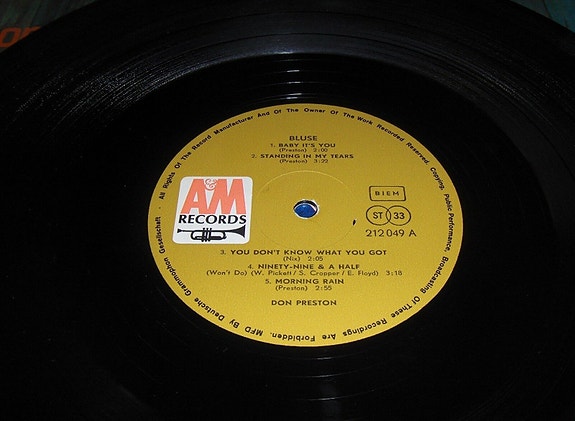 BLUSE
1. BABY IT'S YOU
(Preston) 2:00
2. STANDING IN MY TEARS
(Preston) 3:22
A&M
RECORDS
BIEM
ST 33
212 049 A
3. YOU DON'T KNOW WHAT YOU GOT
(Nix) 2:05
4. NINETY-NINE & A HALF
(Won't Do) (W. Pickett / S. Cropper / E. Floyd) 3:18
5. MORNING RAIN
(Preston) 2:55
DON PRESTON
All Rights Of The Record Manufacturer And Of The Owner Of The Work Recorded Reserved. Copying, Public Performance, Broadcasting Of These Recordings Are Forbidden. MFD By Deutsche Grammophon Gesellschaft ·